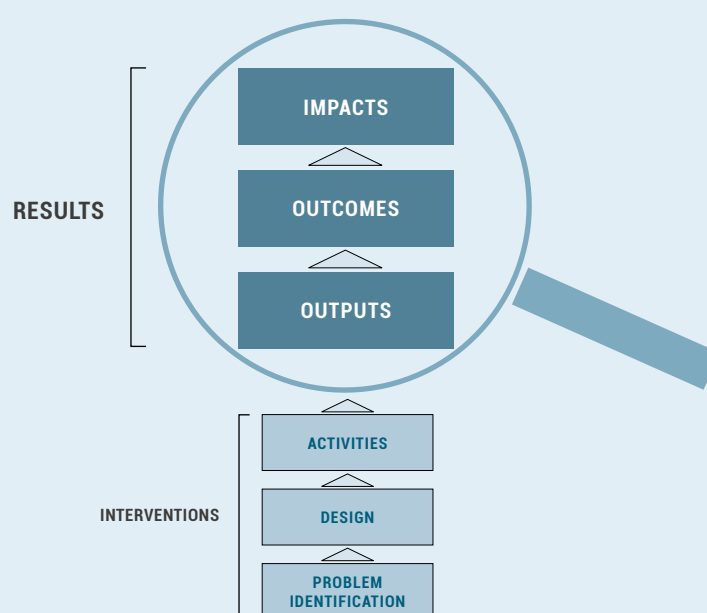 IMPACTS
RESULTS
OUTCOMES
OUTPUTS
ACTIVITIES
INTERVENTIONS
DESIGN
PROBLEM
IDENTIFICATION